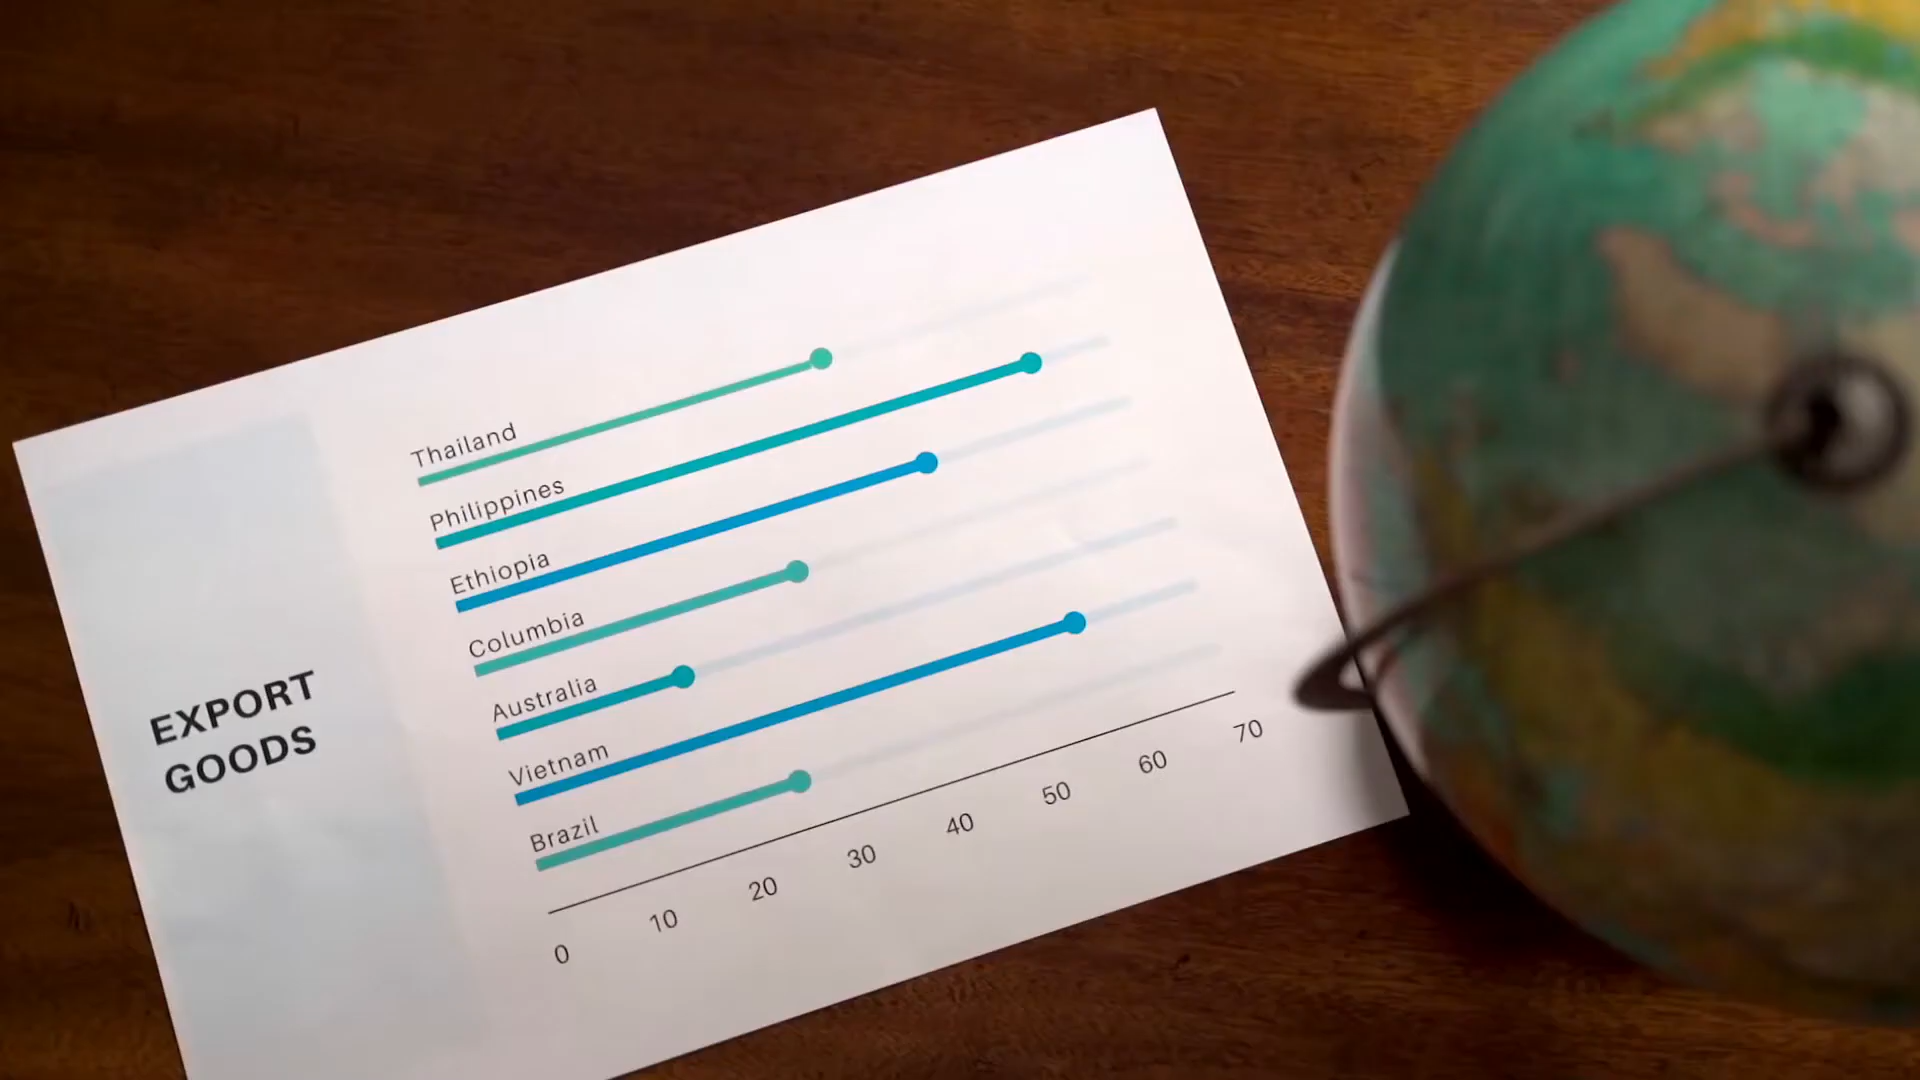 EXPORT
GOODS
Thailand
Philippines
Ethiopia
Columbia
Australia
Vietnam
Brazil
0 10 20 30 40 50 60 70